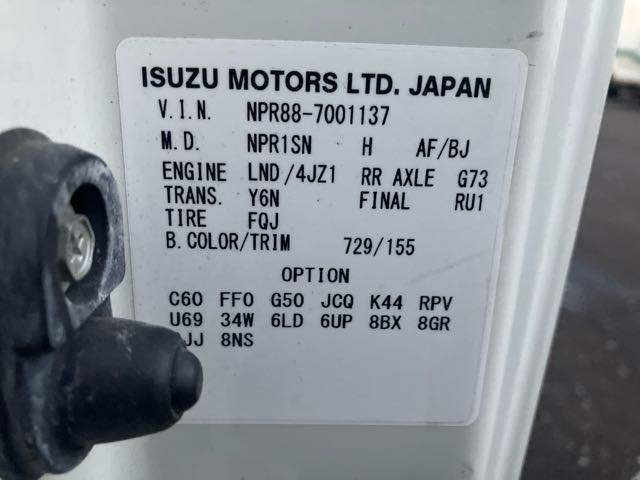 ISUZU MOTORS LTD. JAPAN
V.I.N. NPR88-7001137
M.D. NPR1SN H AF/BJ
ENGINE LND/4JZ1 RR AXLE G73
TRANS. Y6N FINAL RU1
TIRE FQJ
B.COLOR/TRIM 729/155
OPTION
C60 FF0 G50 JCQ K44 RPV
U69 34W 6LD 6UP 8BX 8GR
8NS